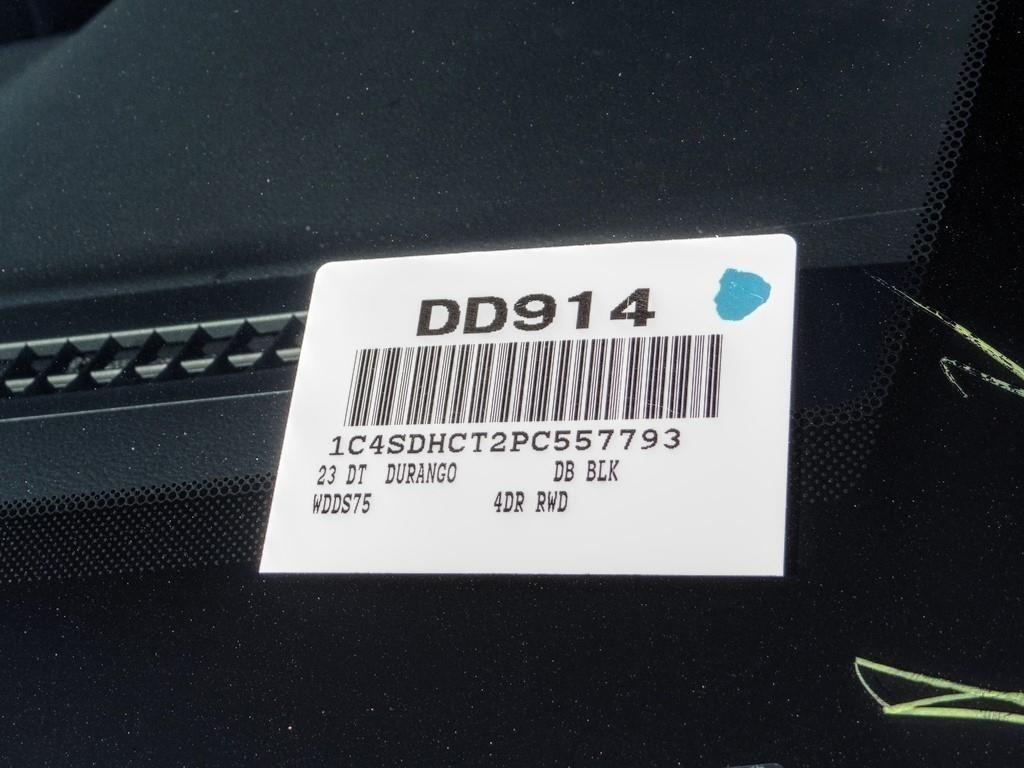 DD914
1C4SDHCT2PC557793
23 DT DURANGO DB BLK
WDDS75 4DR RWD